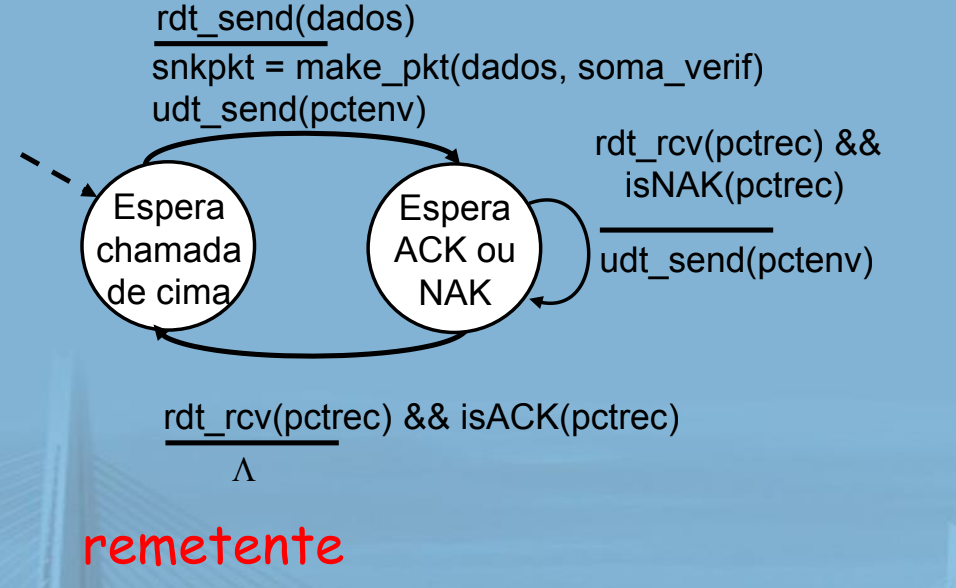 rdt_send(dados)
snkpkt = make_pkt(dados, soma_verif)
udt_send(pctenv)
rdt_rcv(pctrec) &&
isNAK(pctrec)
udt_send(pctenv)
Espera
chamada
de cima
Espera
ACK ou
NAK
rdt_rcv(pctrec) && isACK(pctrec)
Λ
remetente